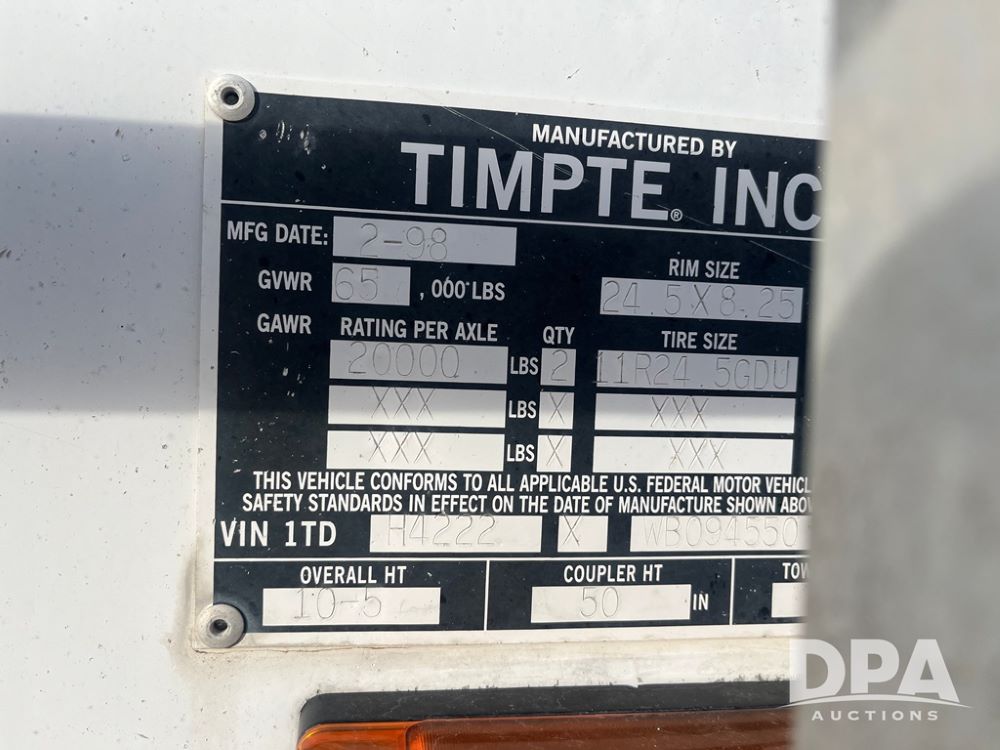 MANUFACTURED BY
TIMPTE® INC
MFG DATE: 2-98
GVWR 65 ,000 LBS
RIM SIZE
24.5X8.25
GAWR RATING PER AXLE QTY TIRE SIZE
20000 LBS 2 11R24.5GDU
XXX LBS X XXX
XXX LBS X XXX
THIS VEHICLE CONFORMS TO ALL APPLICABLE U.S. FEDERAL MOTOR VEHICL
SAFETY STANDARDS IN EFFECT ON THE DATE OF MANUFACTURE SHOWN ABO
VIN 1TD H4222 X WB094550
OVERALL HT COUPLER HT TOW
10-5 50 IN
DPA
AUCTIONS